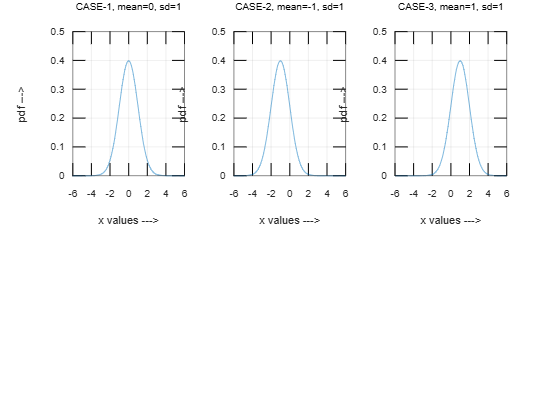 CASE-1, mean=0, sd=1
0.5
0.4
0.3
0.2
0.1
0
-6 -4 -2 0 2 4 6
pdf--->
x values --->
CASE-2, mean=-1, sd=1
0.5
0.4
0.3
0.2
0.1
0
-6 -4 -2 0 2 4 6
pdf--->
x values --->
CASE-3, mean=1, sd=1
0.5
0.4
0.3
0.2
0.1
0
-6 -4 -2 0 2 4 6
pdf--->
x values --->